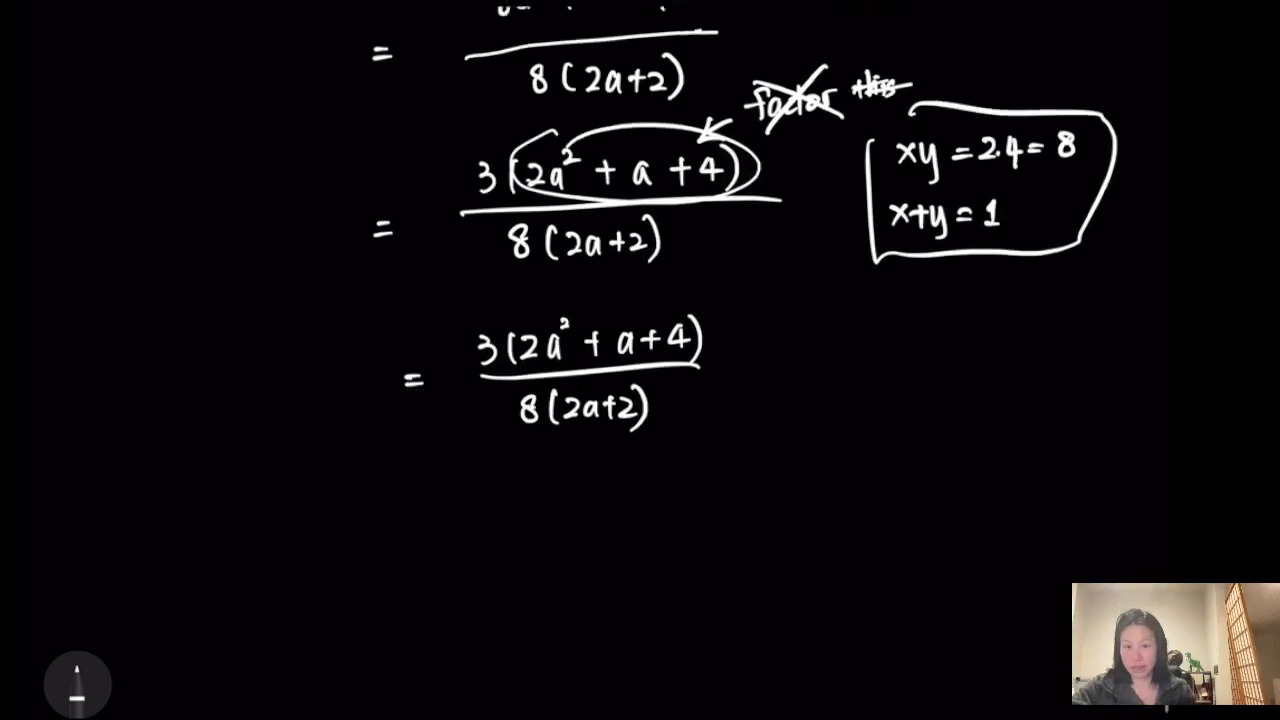 =
8(2a+2)
factor this
3(2a² + a + 4)
=
8(2a+2)
xy = 2.4 = 8
x+y = 1
3(2a² + a + 4)
=
8(2a+2)